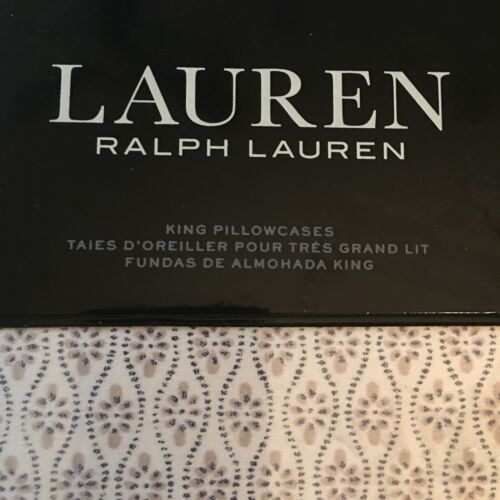 LAUREN
RALPH LAUREN
KING PILLOWCASES
TAIES D'OREILLER POUR TRÈS GRAND LIT
FUNDAS DE ALMOHADA KING